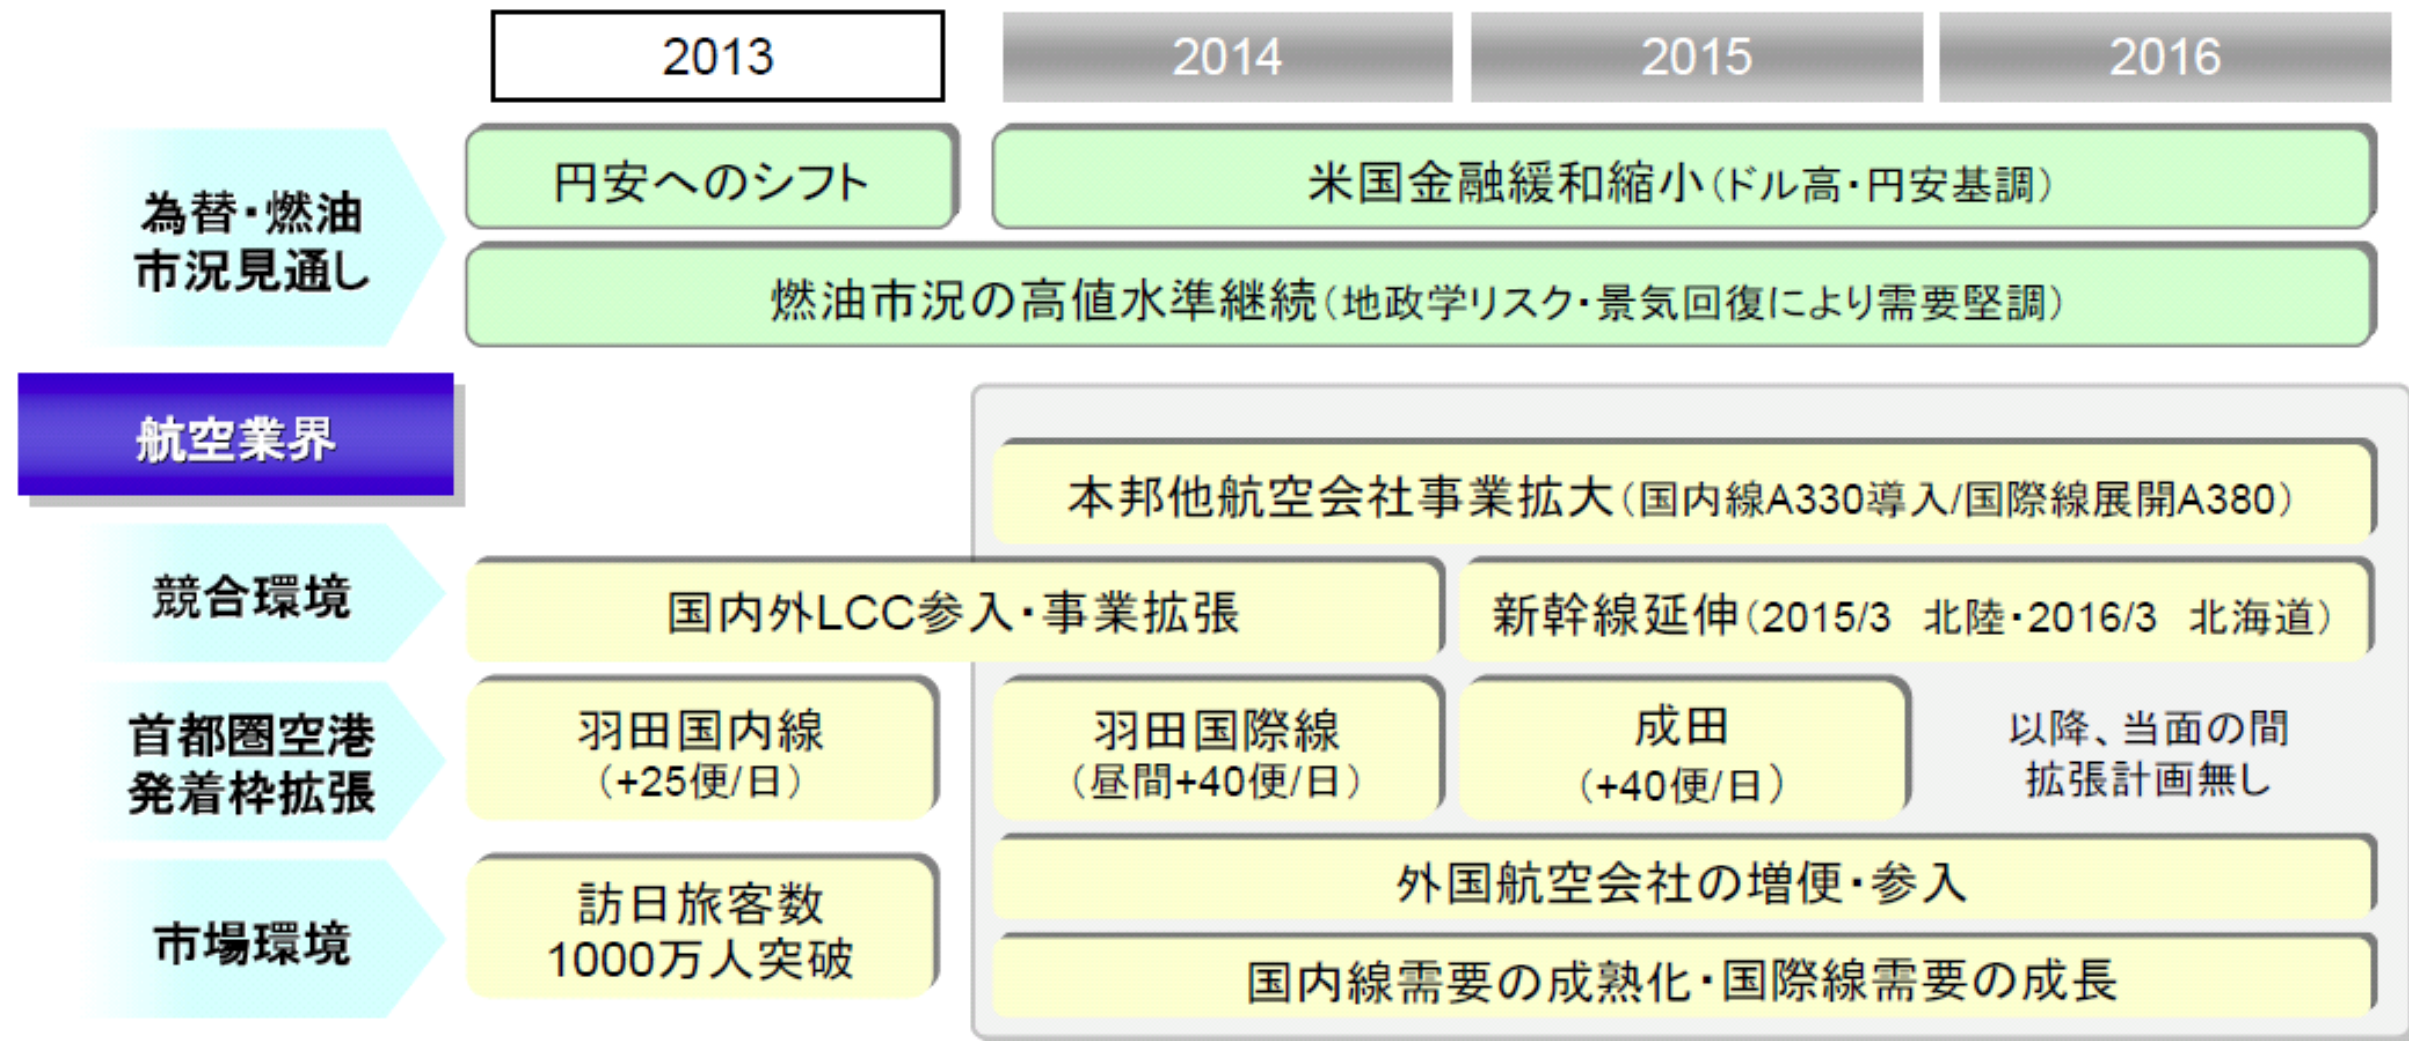 2013
2014
2015
2016
為替・燃油
市況見通し
円安へのシフト
米国金融緩和縮小（ドル高・円安基調）
燃油市況の高値水準継続（地政学リスク・景気回復により需要堅調）
航空業界
競合環境
本邦他航空会社事業拡大（国内線A330導入/国際線展開A380）
国内外LCC参入・事業拡張
新幹線延伸（2015/3　北陸・2016/3　北海道）
首都圏空港
発着枠拡張
羽田国内線
（+25便/日）
羽田国際線
（昼間+40便/日）
成田
（+40便/日）
以降、当面の間
拡張計画無し
市場環境
訪日旅客数
1000万人突破
外国航空会社の増便・参入
国内線需要の成熟化・国際線需要の成長